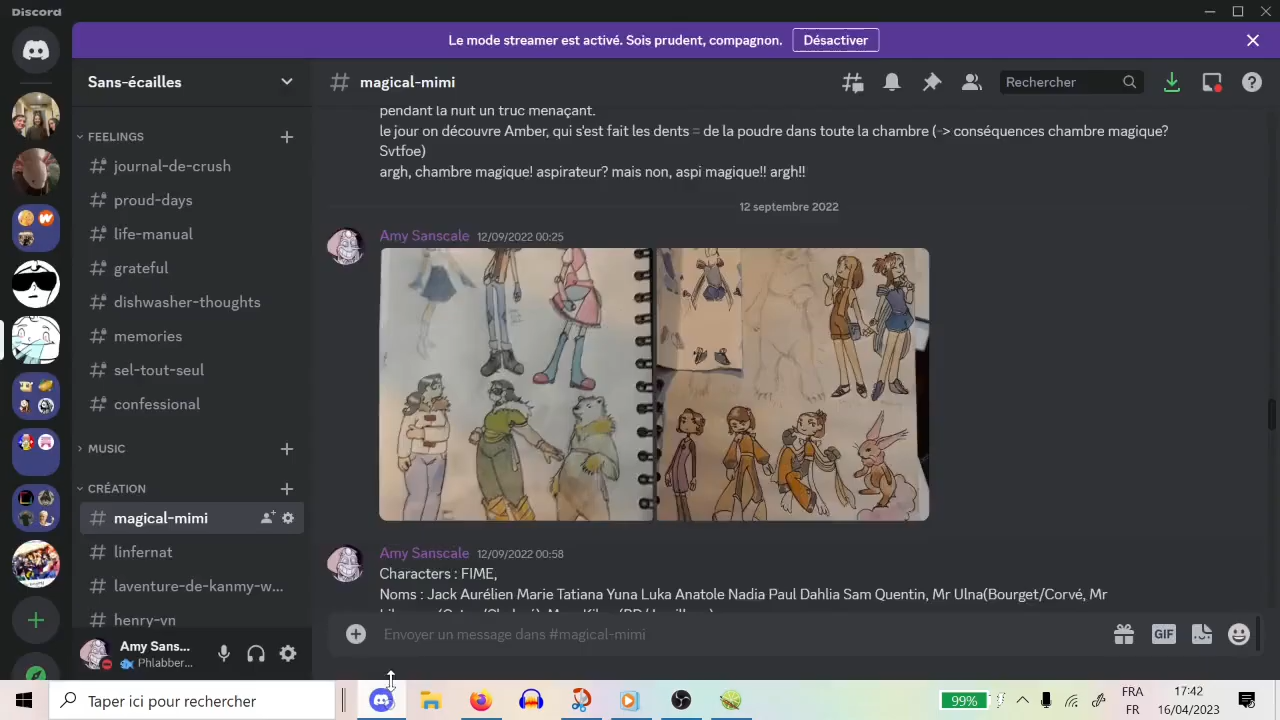 Discord
Le mode streamer est activé. Sois prudent, compagnon.
Désactiver
Sans-écailles
magical-mimi
Rechercher
FEELINGS
journal-de-crush
proud-days
life-manual
grateful
dishwasher-thoughts
memories
sel-tout-seul
confessional
MUSIC
CRÉATION
magical-mimi
linfernat
laventure-de-kanmy-w...
henry-vn
Amy Sans...
Phlabber...
pendant la nuit un truc menaçant.
le jour on découvre Amber, qui s'est fait les dents = de la poudre dans toute la chambre (-> conséquences chambre magique?
Svtfoe)
argh, chambre magique! aspirateur? mais non, aspi magique!! argh!!
12 septembre 2022
Amy Sanscale 12/09/2022 00:25
Amy Sanscale 12/09/2022 00:58
Characters : FIME,
Noms : Jack Aurélien Marie Tatiana Yuna Luka Anatole Nadia Paul Dahlia Sam Quentin, Mr Ulna(Bourget/Corvé, Mr
Envoyer un message dans #magical-mimi
GIF
Taper ici pour rechercher
99%
FRA
FR
17:42
16/04/2023